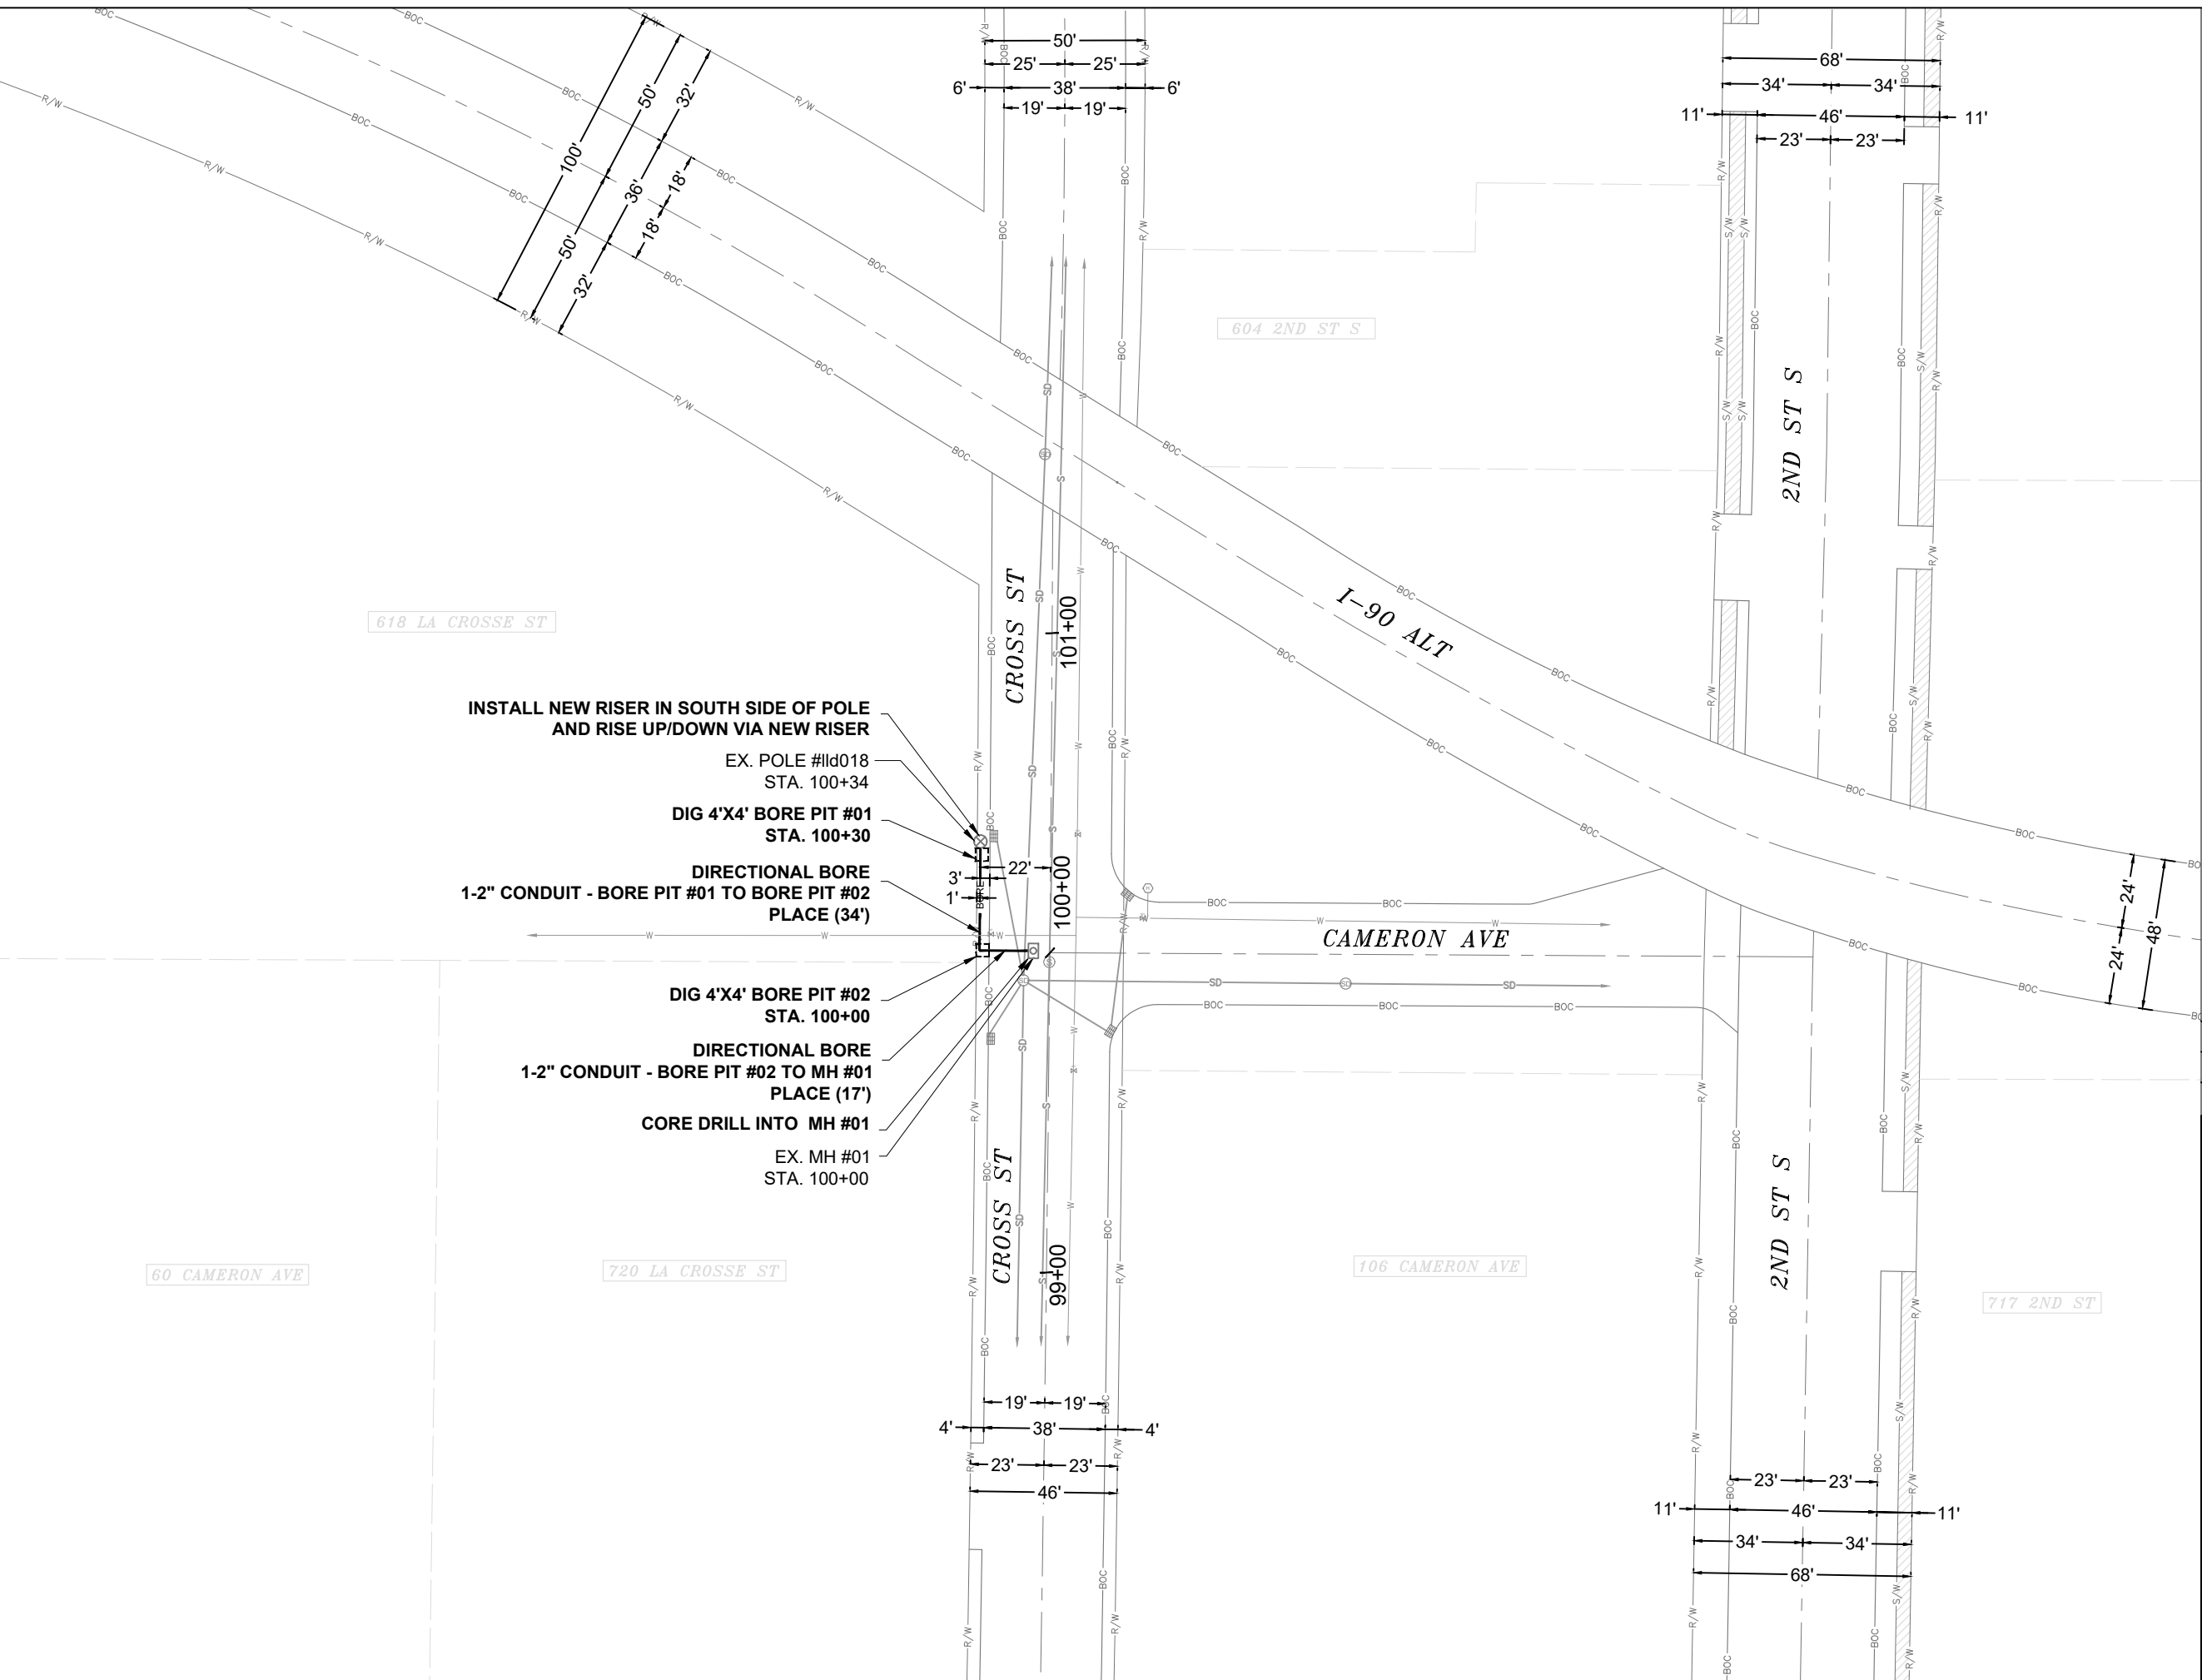 50'
25' 25'
6' 38' 6'
19' 19'
68'
34' 34'
11' 46' 11'
23' 23'
100'
50'
32'
36'
18'
18'
50'
32'
604 2ND ST S
2ND ST S
I-90 ALT
CROSS ST
101+00
618 LA CROSSE ST
INSTALL NEW RISER IN SOUTH SIDE OF POLE
AND RISE UP/DOWN VIA NEW RISER
EX. POLE #lld018
STA. 100+34
DIG 4'X4' BORE PIT #01
STA. 100+30
DIRECTIONAL BORE
1-2" CONDUIT - BORE PIT #01 TO BORE PIT #02
PLACE (34')
22'
3'
1'
BORE
100+00
CAMERON AVE
24'
48'
24'
DIG 4'X4' BORE PIT #02
STA. 100+00
DIRECTIONAL BORE
1-2" CONDUIT - BORE PIT #02 TO MH #01
PLACE (17')
CORE DRILL INTO MH #01
EX. MH #01
STA. 100+00
CROSS ST
99+00
2ND ST S
60 CAMERON AVE
720 LA CROSSE ST
106 CAMERON AVE
717 2ND ST
19' 19'
4' 38' 4'
23' 23'
46'
23' 23'
11' 46' 11'
34' 34'
68'
R/W
BOC
S/W
SD
S
W